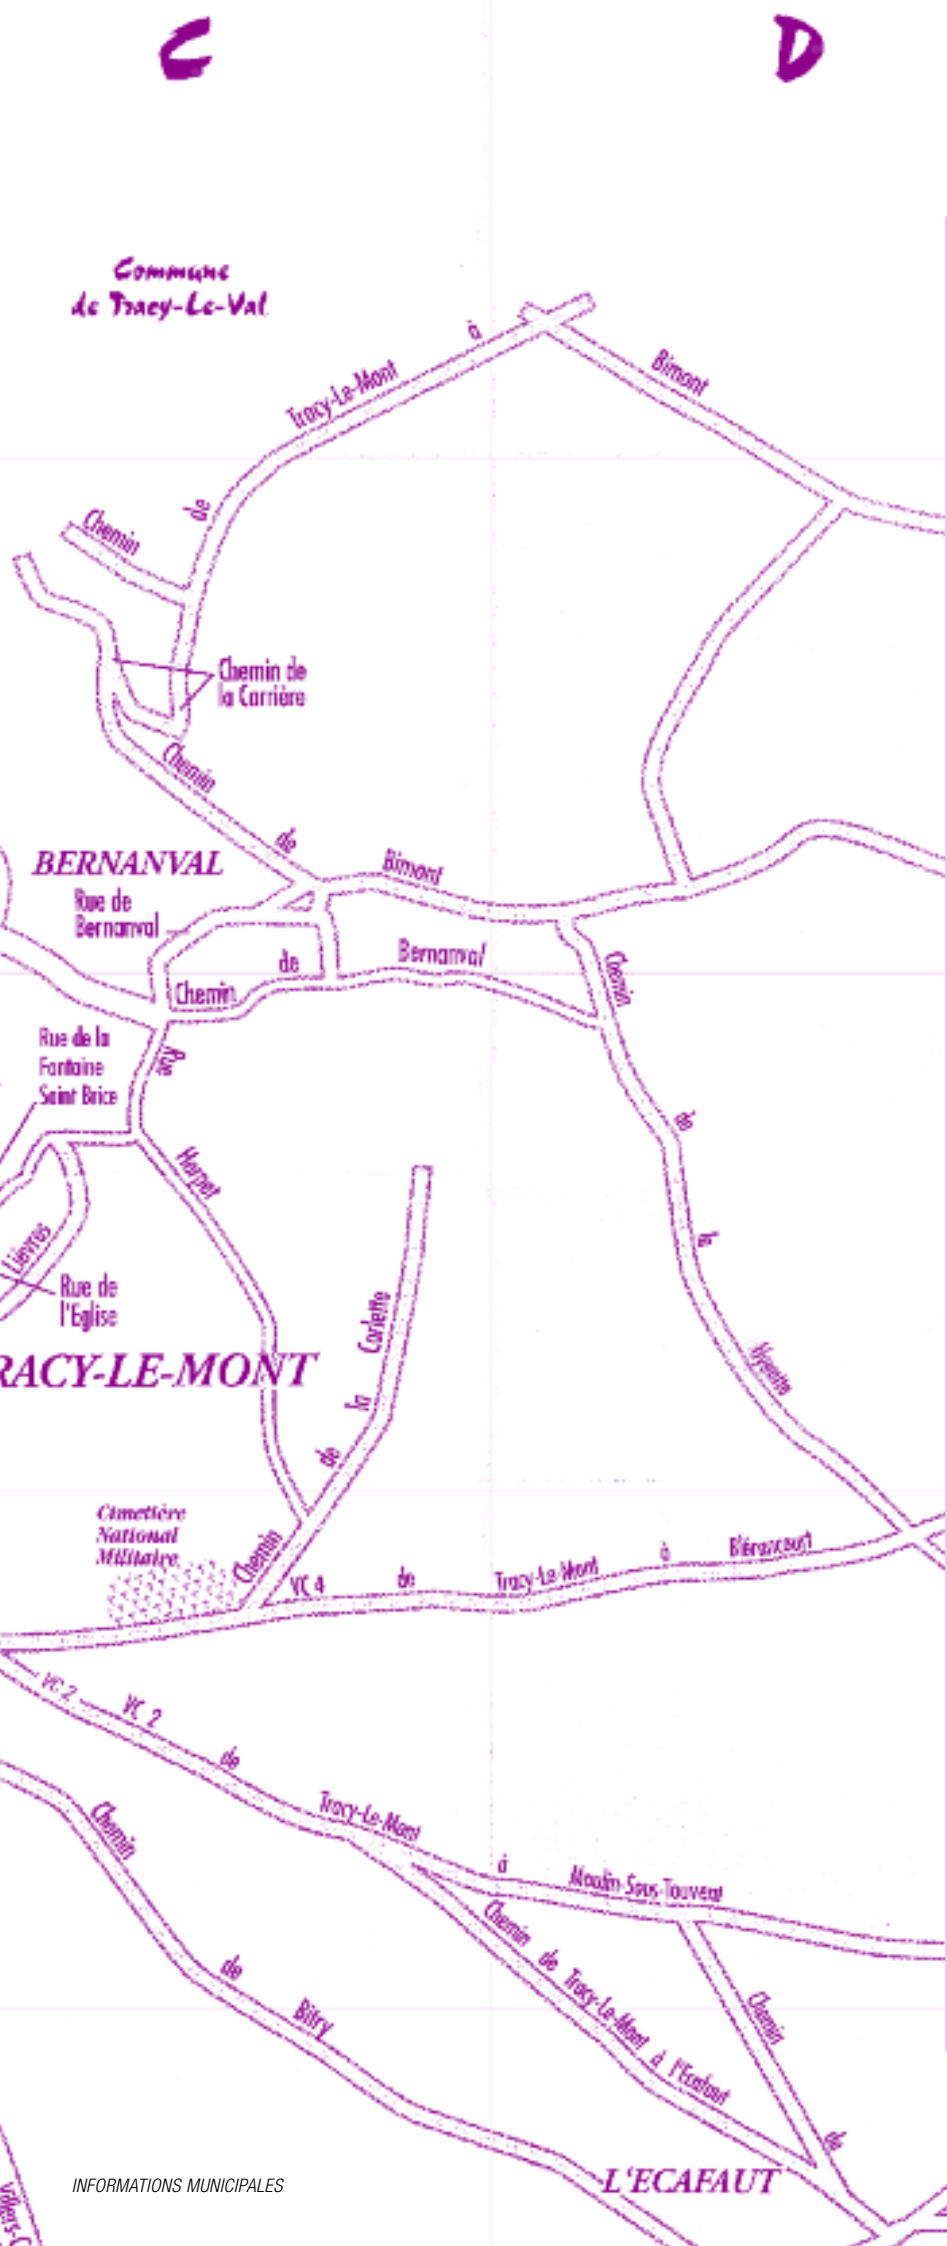 C
D
Commune
de Tracy-Le-Val
Chemin de Tracy-Le-Mont à Bimont
Chemin de
la Carrière
Chemin de Bimont
BERNANVAL
Rue de
Bernanval
Chemin de Bernanval
Chemin de la
Rue de la
Fontaine
Saint Brice
Rue Harpet
Lièvres
Rue de
l'Eglise
RACY-LE-MONT
Chemin de la Carlette
Cimetière
National
Militaire
VC 4 de Tracy-Le-Mont à Blérancourt
VC 2
VC 2 de Tracy-Le-Mont à Moulin-Sous-Touvent
Chemin de Bitry
Chemin de Tracy-Le-Mont à l'Ecafaut
Chemin de
L'ECAFAUT
INFORMATIONS MUNICIPALES